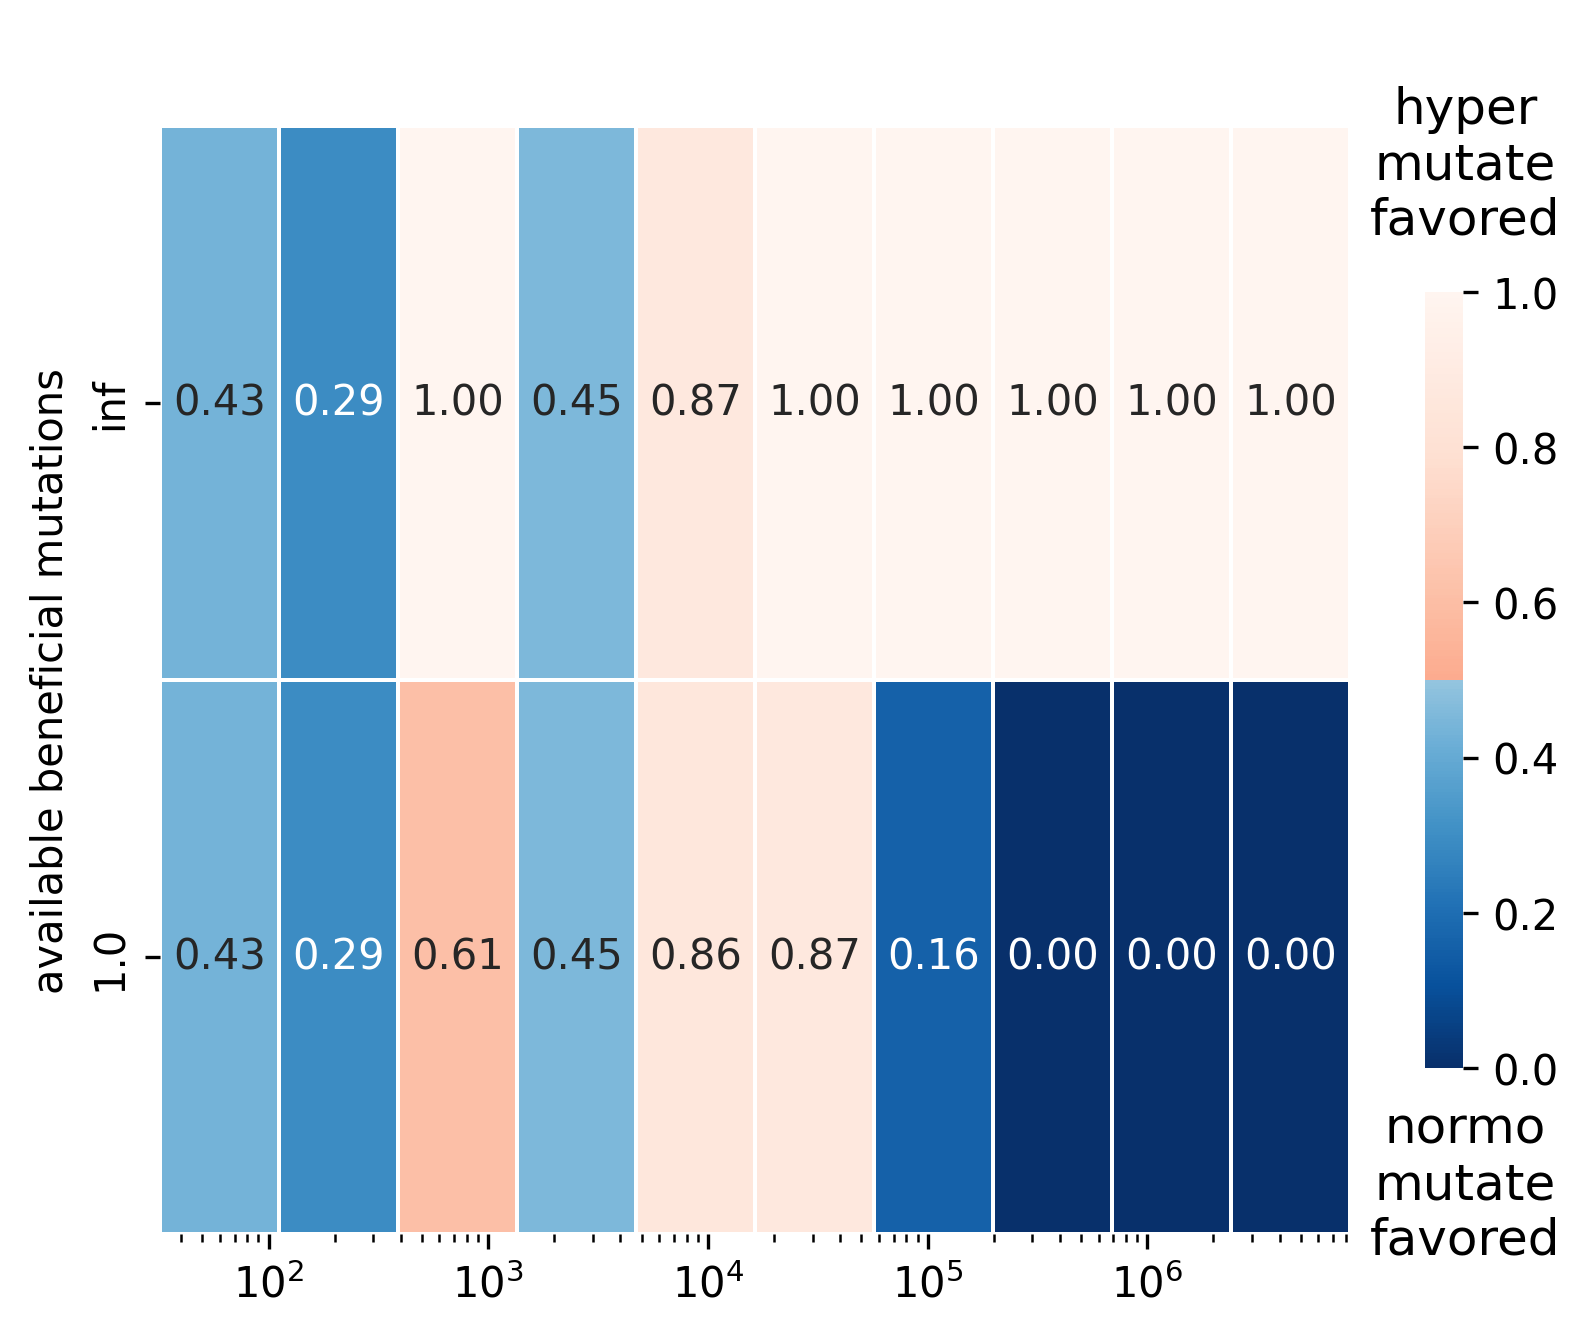 hyper
mutate
favored
available beneficial mutations
inf
0.43 0.29 1.00 0.45 0.87 1.00 1.00 1.00 1.00 1.00
1.0
0.43 0.29 0.61 0.45 0.86 0.87 0.16 0.00 0.00 0.00
10² 10³ 10⁴ 10⁵ 10⁶
1.0
0.8
0.6
0.4
0.2
0.0
normo
mutate
favored